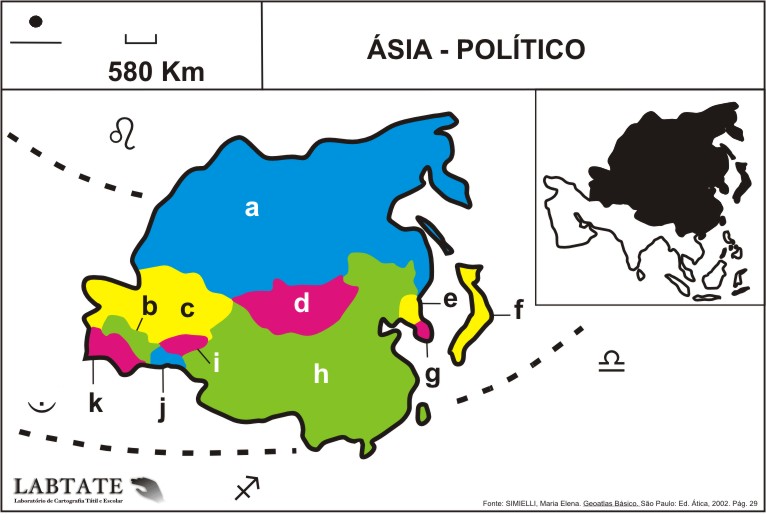 580 Km
ÁSIA - POLÍTICO
a
b
c
d
e
f
g
h
i
j
k
LABTATE
Laboratório de Cartografia Tátil e Escolar
Fonte: SIMIELLI, Maria Elena. Geoatlas Básico. São Paulo: Ed. Ática, 2002. Pág. 29